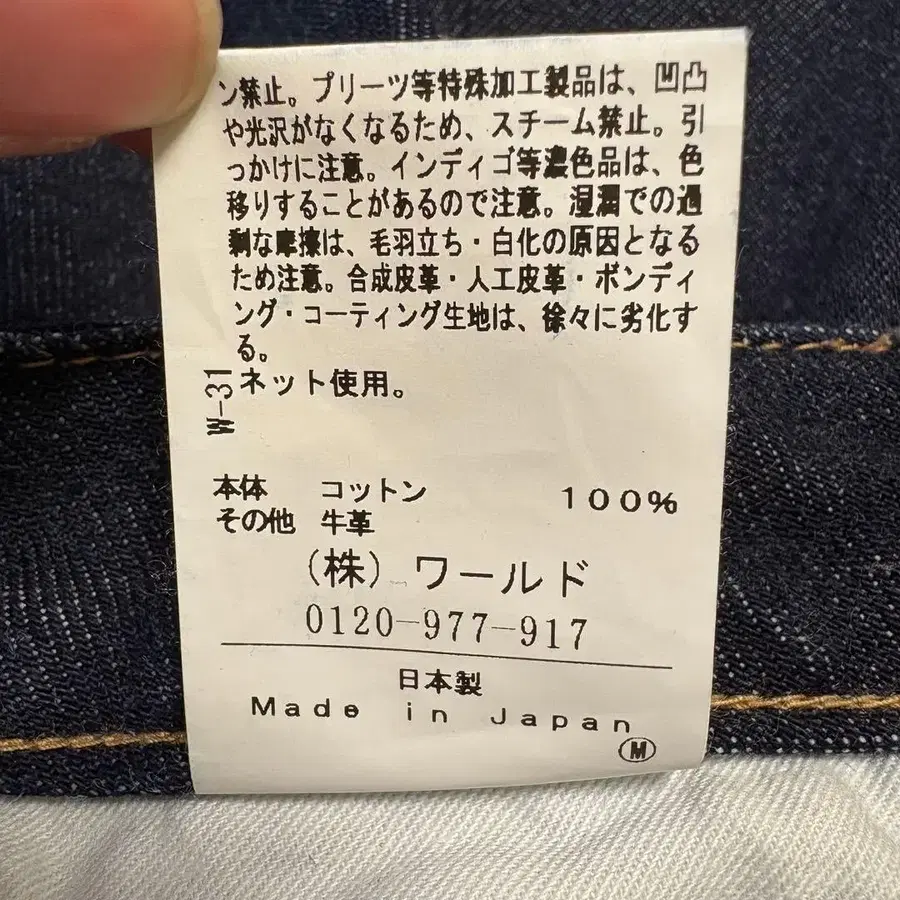 ン禁止。プリーツ等特殊加工製品は、凹凸
や光沢がなくなるため、スチーム禁止。引
っかけに注意。インディゴ等濃色品は、色
移りすることがあるので注意。湿潤での過
剰な摩擦は、毛羽立ち・白化の原因となる
ため注意。合成皮革・人工皮革・ボンディ
ング・コーティング生地は、徐々に劣化す
る。
ネット使用。
W-31
本体 コットン 100%
その他 牛革
(株)ワールド
0120-977-917
日本製
Made in Japan
M